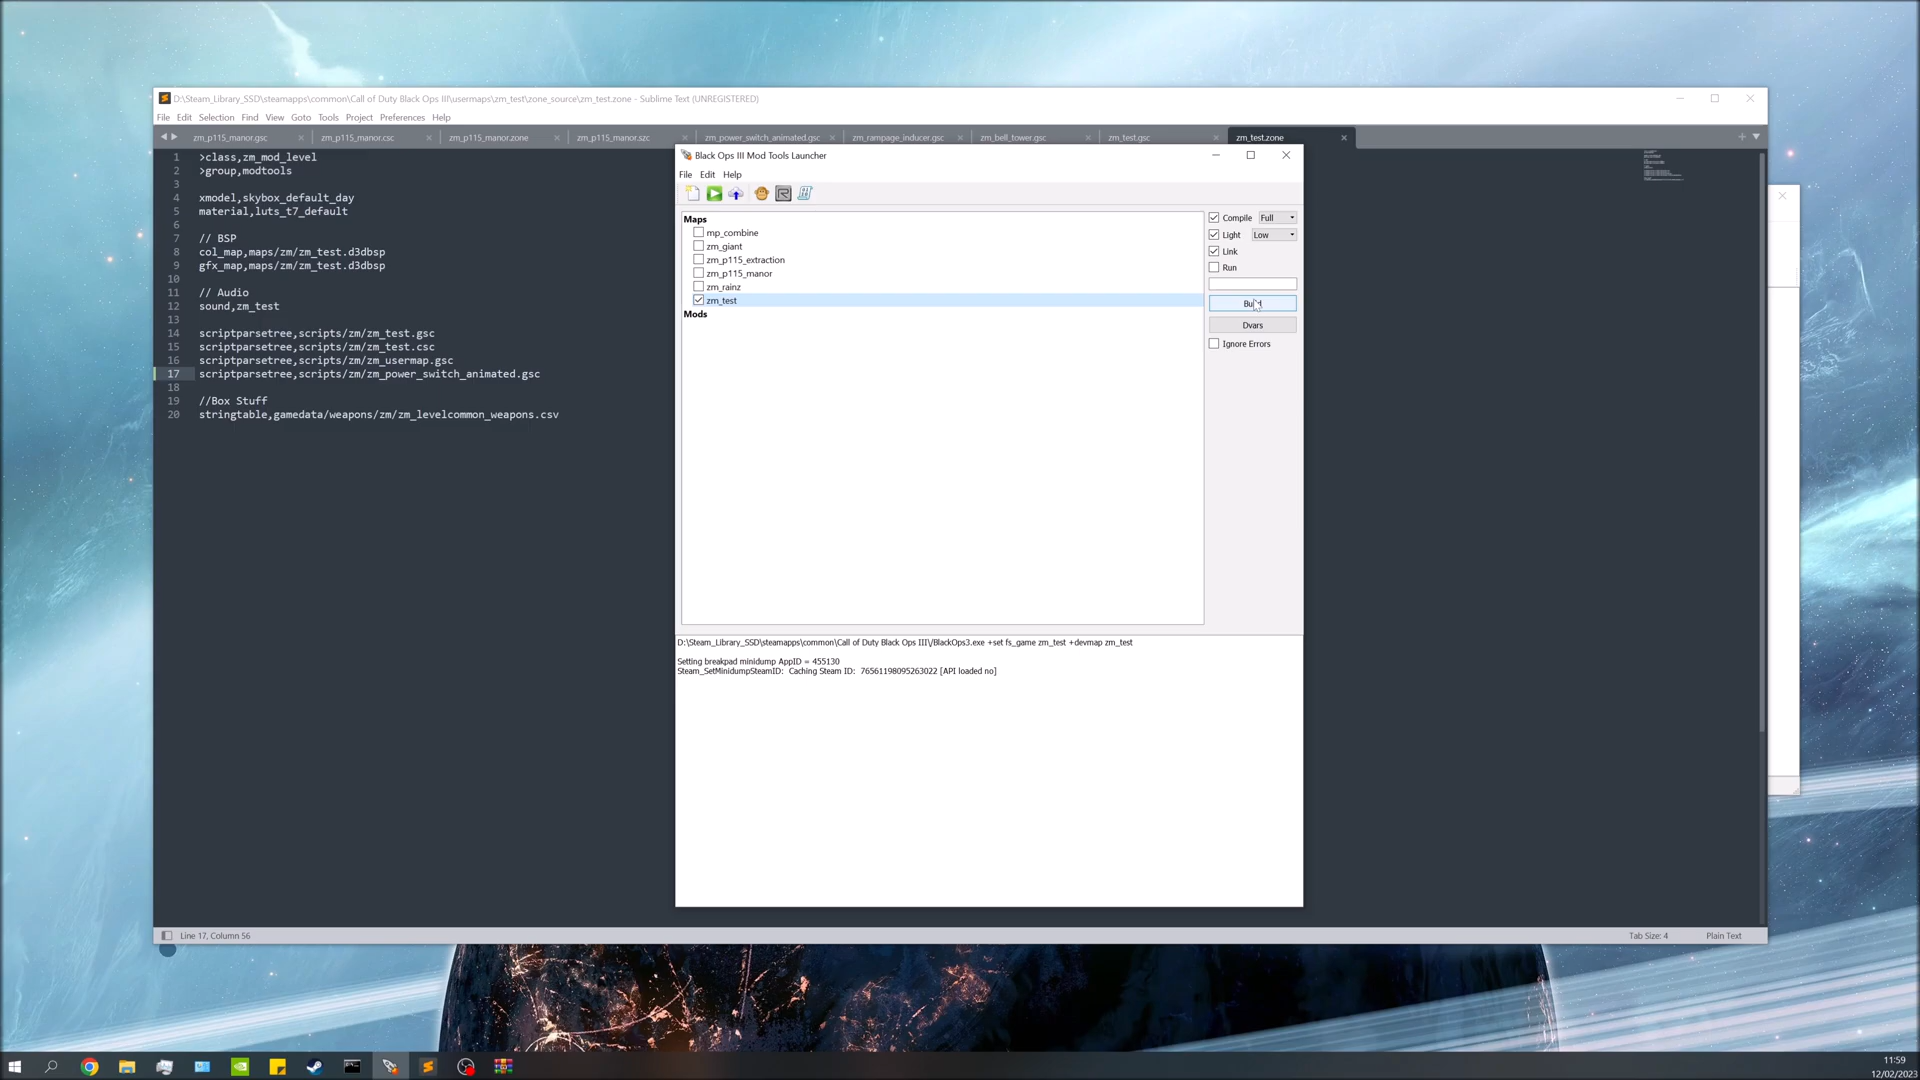 D:\Steam_Library_SSD\steamapps\common\Call of Duty Black Ops III\usermaps\zm_test\zone_source\zm_test.zone - Sublime Text (UNREGISTERED)
File Edit Selection Find View Goto Tools Project Preferences Help
zm_p115_manor.gsc zm_p115_manor.csc zm_p115_manor.zone zm_p115_manor.szc zm_power_switch_animated.gsc zm_rampage_inducer.gsc zm_bell_tower.gsc zm_test.gsc zm_test.zone
1 >class,zm_mod_level
2 >group,modtools
3
4 xmodel,skybox_default_day
5 material,luts_t7_default
6
7 // BSP
8 col_map,maps/zm/zm_test.d3dbsp
9 gfx_map,maps/zm/zm_test.d3dbsp
10
11 // Audio
12 sound,zm_test
13
14 scriptparsetree,scripts/zm/zm_test.gsc
15 scriptparsetree,scripts/zm/zm_test.csc
16 scriptparsetree,scripts/zm/zm_usermap.gsc
17 scriptparsetree,scripts/zm/zm_power_switch_animated.gsc
18
19 //Box Stuff
20 stringtable,gamedata/weapons/zm/zm_levelcommon_weapons.csv
Black Ops III Mod Tools Launcher
File Edit Help
Maps
mp_combine
zm_giant
zm_p115_extraction
zm_p115_manor
zm_rainz
zm_test
Mods
Compile Full
Light Low
Link
Run
Build
Dvars
Ignore Errors
D:\Steam_Library_SSD\steamapps\common\Call of Duty Black Ops III\/BlackOps3.exe +set fs_game zm_test +devmap zm_test
Setting breakpad minidump AppID = 455130
Steam_SetMinidumpSteamID: Caching Steam ID: 76561198095263022 [API loaded no]
Line 17, Column 56
Tab Size: 4 Plain Text
11:59
12/02/2023